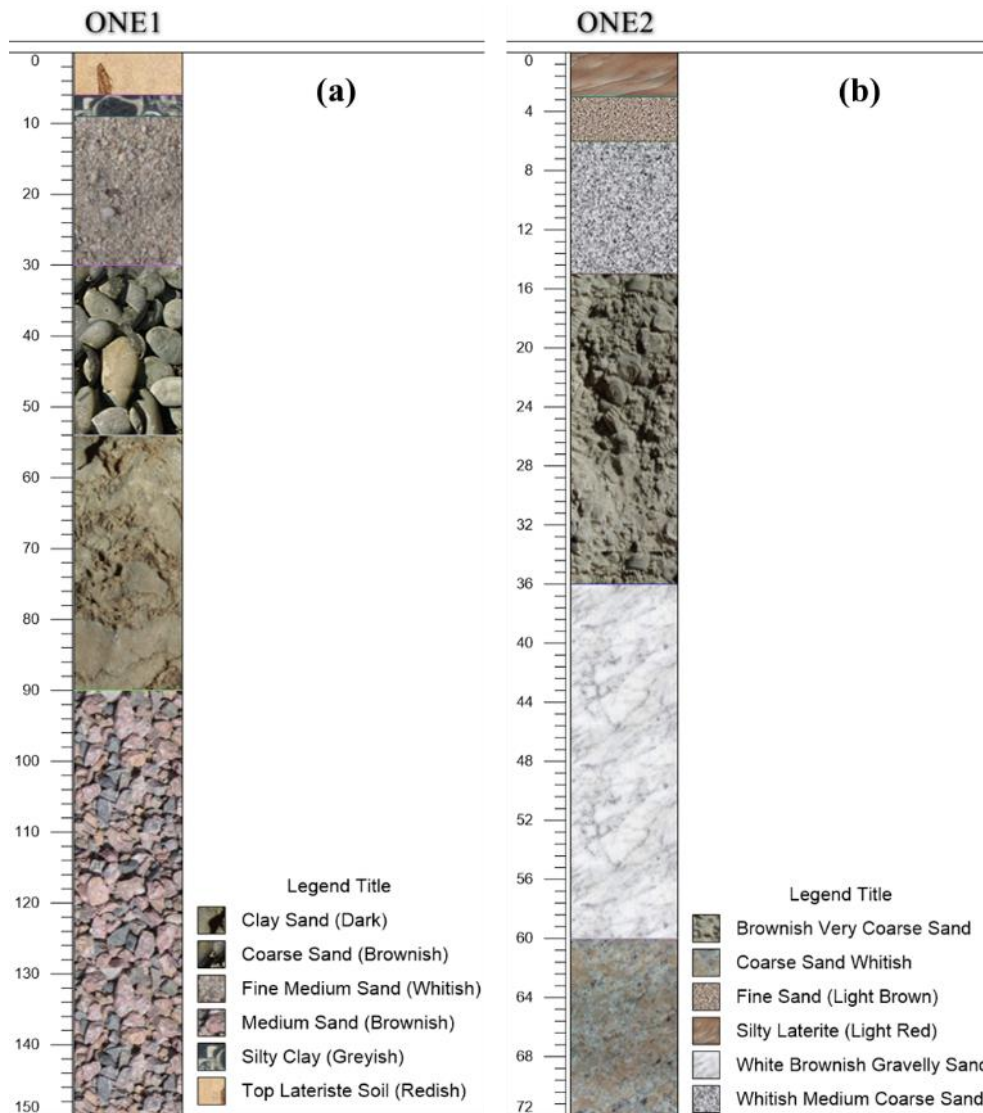 ONE1
(a)
0
10
20
30
40
50
60
70
80
90
100
110
120
130
140
150
Legend Title
Clay Sand (Dark)
Coarse Sand (Brownish)
Fine Medium Sand (Whitish)
Medium Sand (Brownish)
Silty Clay (Greyish)
Top Lateriste Soil (Redish)
ONE2
(b)
0
4
8
12
16
20
24
28
32
36
40
44
48
52
56
60
64
68
72
Legend Title
Brownish Very Coarse Sand
Coarse Sand Whitish
Fine Sand (Light Brown)
Silty Laterite (Light Red)
White Brownish Gravelly Sand
Whitish Medium Coarse Sand